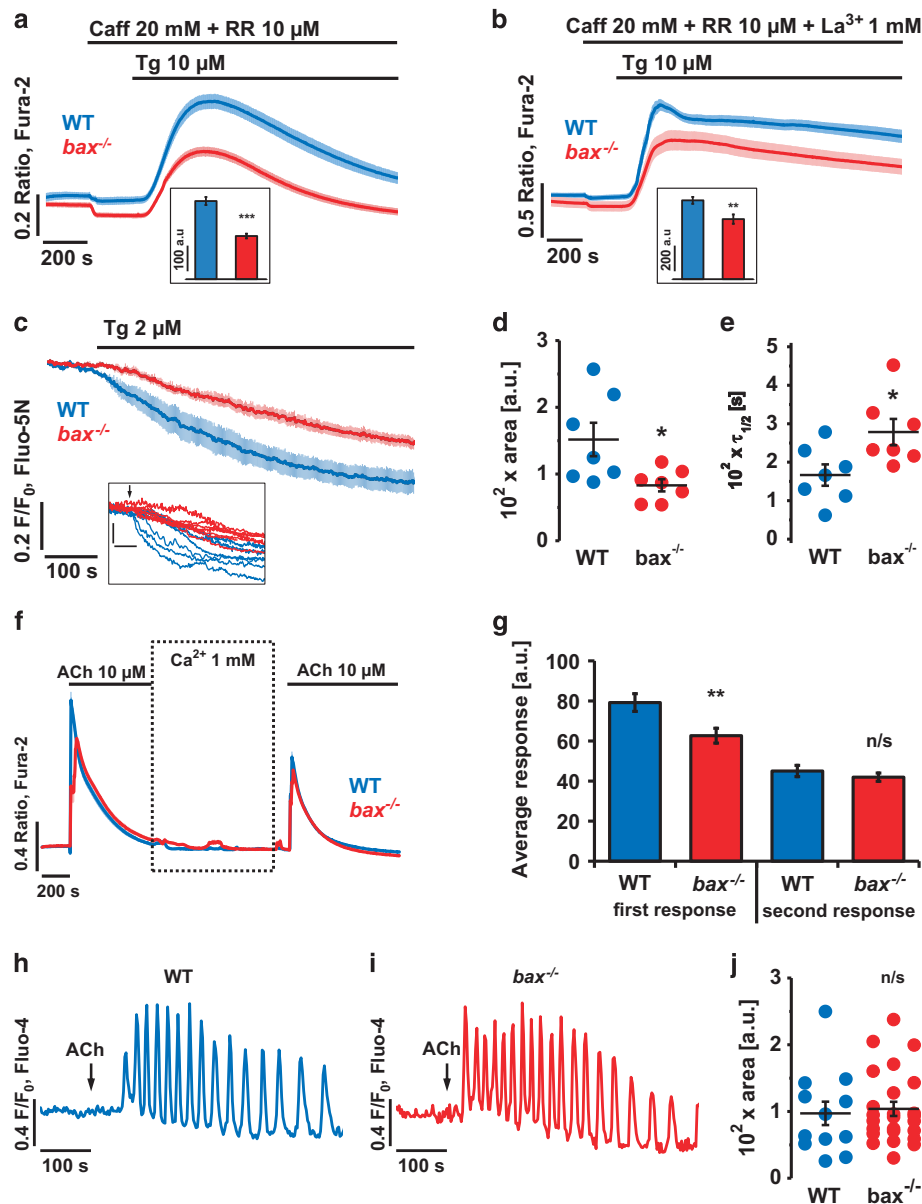 a
Caff 20 mM + RR 10 µM
Tg 10 µM
WT
bax-/-
0.2 Ratio, Fura-2
200 s
100 a.u
***
b
Caff 20 mM + RR 10 µM + La3+ 1 mM
Tg 10 µM
WT
bax-/-
0.5 Ratio, Fura-2
200 s
200 a.u
**
c
Tg 2 µM
WT
bax-/-
0.2 F/F0, Fluo-5N
100 s
d
10² x area [a.u.]
3
2
1
0
*
WT
bax-/-
e
10² x τ1/2 [s]
5
4
3
2
1
0
*
WT
bax-/-
f
ACh 10 µM
Ca2+ 1 mM
ACh 10 µM
WT
bax-/-
0.4 Ratio, Fura-2
200 s
g
Average response [a.u.]
100
80
60
40
20
0
**
n/s
WT
bax-/-
WT
bax-/-
first response
second response
h
WT
ACh
0.4 F/F0, Fluo-4
100 s
i
bax-/-
ACh
0.4 F/F0, Fluo-4
100 s
j
n/s
10² x area [a.u.]
3
2
1
0
WT
bax-/-